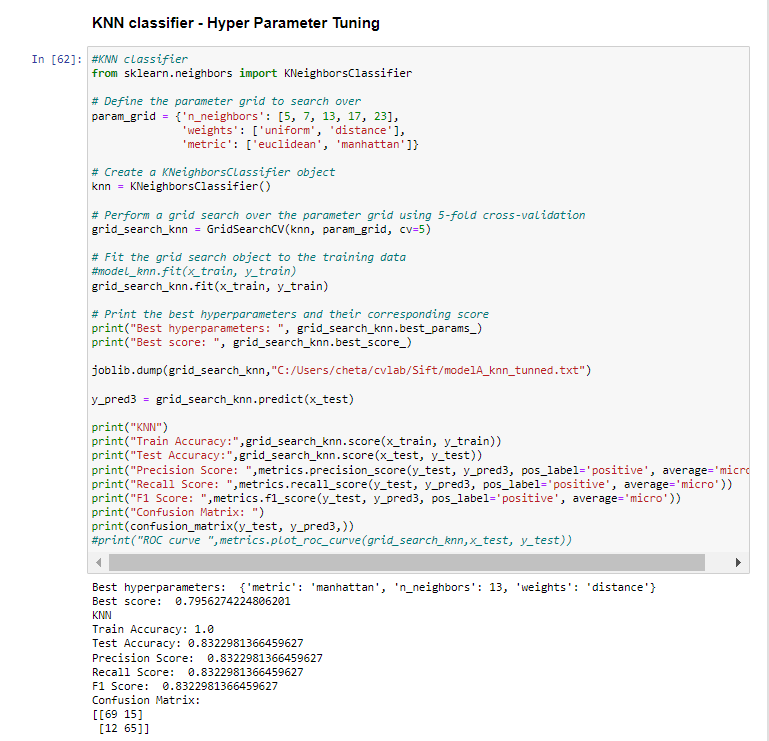 KNN classifier - Hyper Parameter Tuning
In [62]: #KNN classifier
from sklearn.neighbors import KNeighborsClassifier
# Define the parameter grid to search over
param_grid = {'n_neighbors': [5, 7, 13, 17, 23],
'weights': ['uniform', 'distance'],
'metric': ['euclidean', 'manhattan']}
# Create a KNeighborsClassifier object
knn = KNeighborsClassifier()
# Perform a grid search over the parameter grid using 5-fold cross-validation
grid_search_knn = GridSearchCV(knn, param_grid, cv=5)
# Fit the grid search object to the training data
#model_knn.fit(x_train, y_train)
grid_search_knn.fit(x_train, y_train)
# Print the best hyperparameters and their corresponding score
print("Best hyperparameters: ", grid_search_knn.best_params_)
print("Best score: ", grid_search_knn.best_score_)
joblib.dump(grid_search_knn,"C:/Users/cheta/cvlab/Sift/modelA_knn_tunned.txt")
y_pred3 = grid_search_knn.predict(x_test)
print("KNN")
print("Train Accuracy:",grid_search_knn.score(x_train, y_train))
print("Test Accuracy:",grid_search_knn.score(x_test, y_test))
print("Precision Score: ",metrics.precision_score(y_test, y_pred3, pos_label='positive', average='micro
print("Recall Score: ",metrics.recall_score(y_test, y_pred3, pos_label='positive', average='micro'))
print("F1 Score: ",metrics.f1_score(y_test, y_pred3, pos_label='positive', average='micro'))
print("Confusion Matrix: ")
print(confusion_matrix(y_test, y_pred3,))
#print("ROC curve ",metrics.plot_roc_curve(grid_search_knn,x_test, y_test))
Best hyperparameters:  {'metric': 'manhattan', 'n_neighbors': 13, 'weights': 'distance'}
Best score:  0.7956274224806201
KNN
Train Accuracy: 1.0
Test Accuracy: 0.8322981366459627
Precision Score:  0.8322981366459627
Recall Score:  0.8322981366459627
F1 Score:  0.8322981366459627
Confusion Matrix:
[[69 15]
[12 65]]